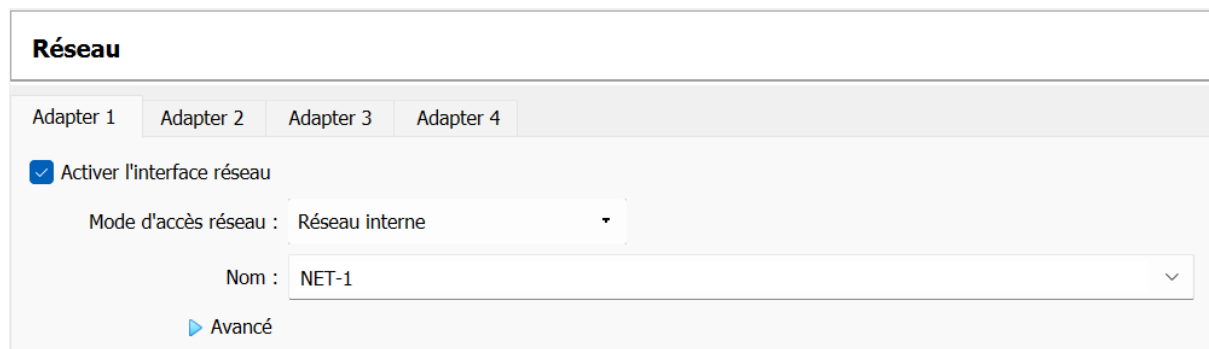 Réseau
Adapter 1 Adapter 2 Adapter 3 Adapter 4
Activer l'interface réseau
Mode d'accès réseau : Réseau interne
Nom : NET-1
Avancé